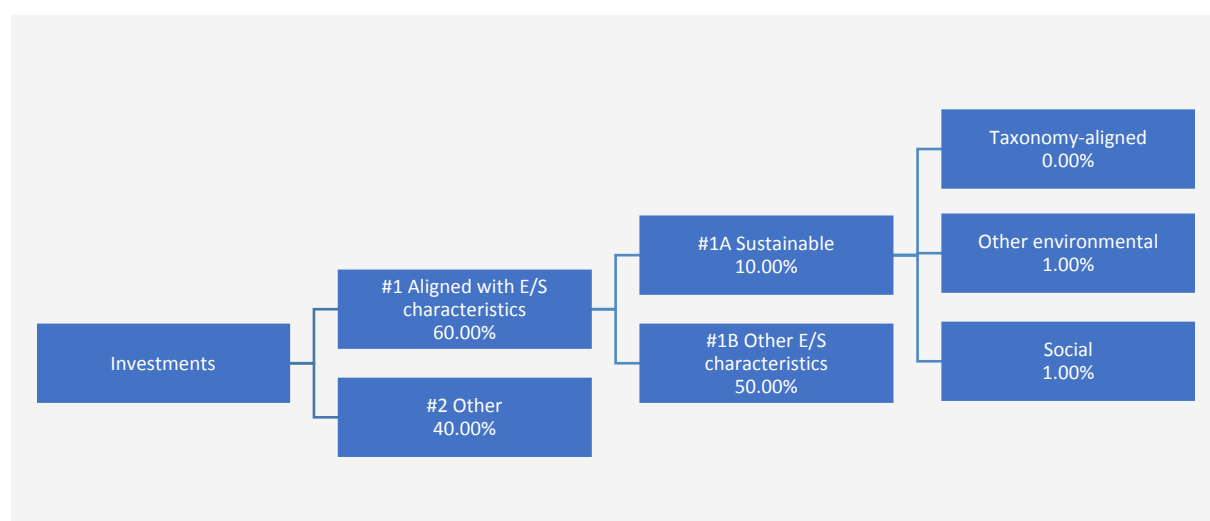 Investments
#1 Aligned with E/S
characteristics
60.00%
#2 Other
40.00%
#1A Sustainable
10.00%
#1B Other E/S
characteristics
50.00%
Taxonomy-aligned
0.00%
Other environmental
1.00%
Social
1.00%